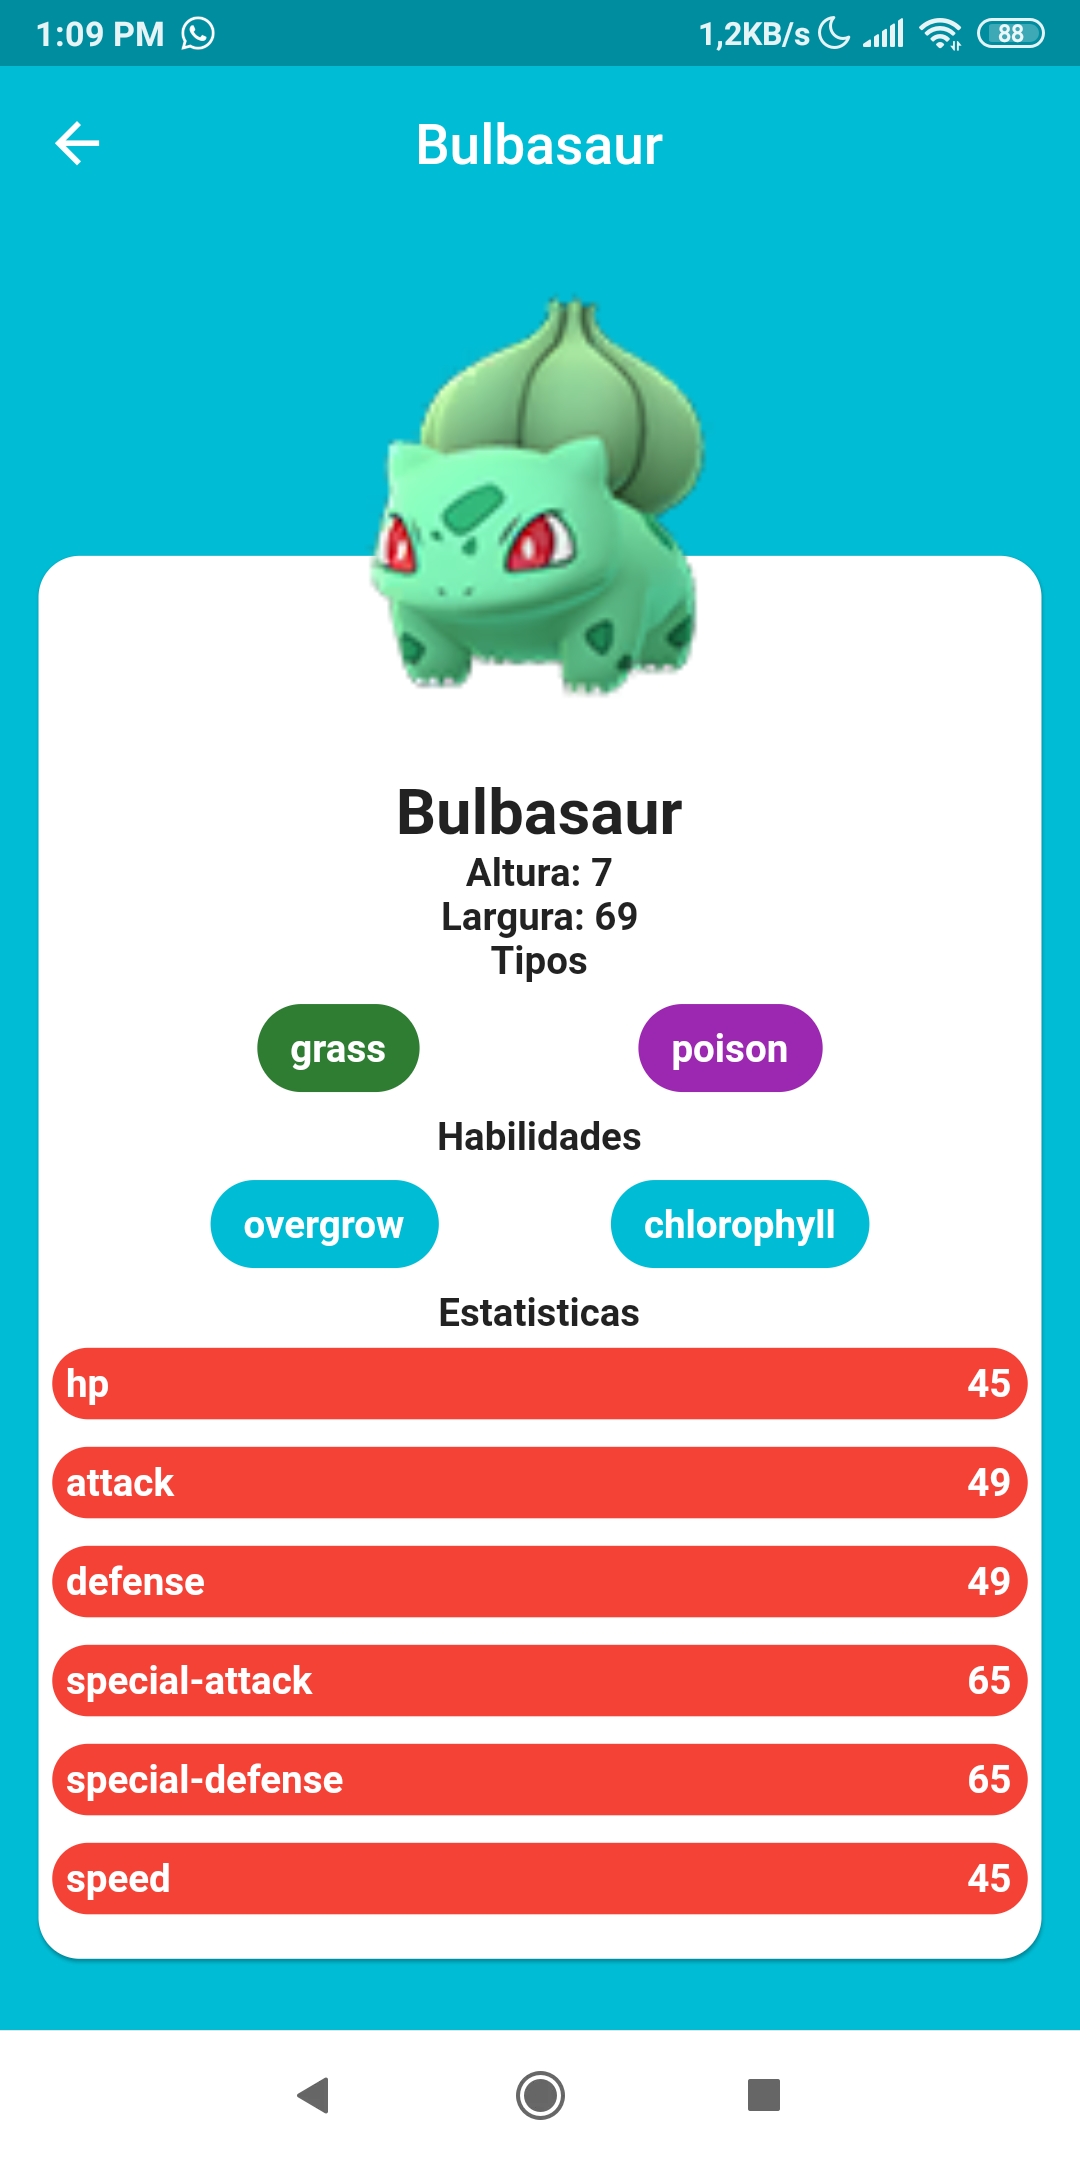 1:09 PM 1,2KB/s 88
Bulbasaur
Bulbasaur
Altura: 7
Largura: 69
Tipos
grass poison
Habilidades
overgrow chlorophyll
Estatisticas
hp 45
attack 49
defense 49
special-attack 65
special-defense 65
speed 45